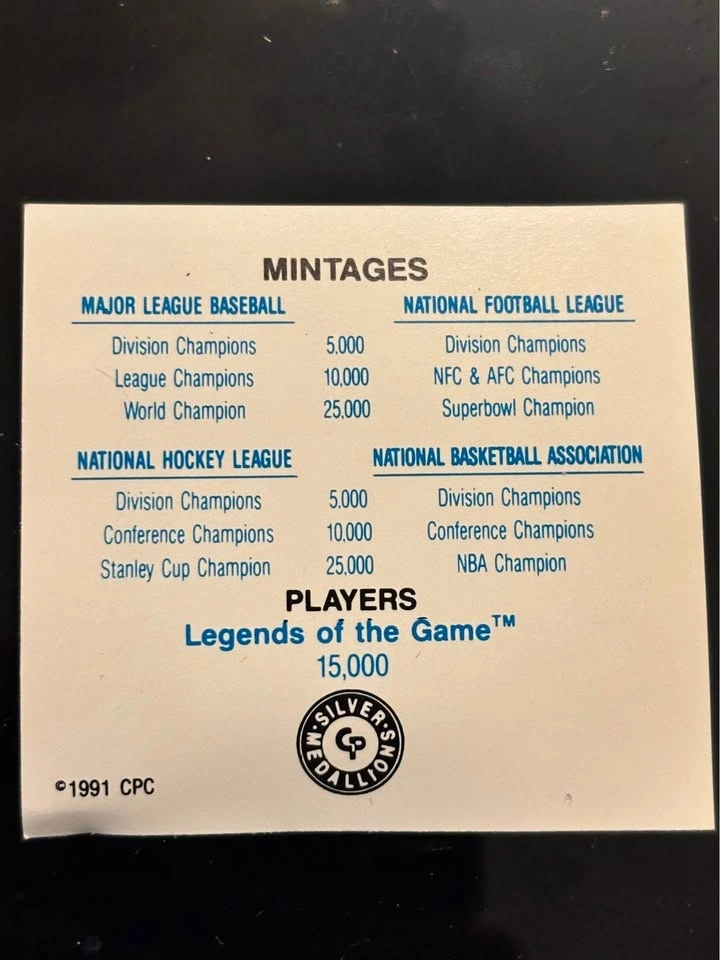 MINTAGES
MAJOR LEAGUE BASEBALL NATIONAL FOOTBALL LEAGUE
Division Champions 5,000 Division Champions
League Champions 10,000 NFC & AFC Champions
World Champion 25,000 Superbowl Champion
NATIONAL HOCKEY LEAGUE NATIONAL BASKETBALL ASSOCIATION
Division Champions 5,000 Division Champions
Conference Champions 10,000 Conference Champions
Stanley Cup Champion 25,000 NBA Champion
PLAYERS
Legends of the Game™
15,000
SILVER
CP
MEDALLIONS
©1991 CPC